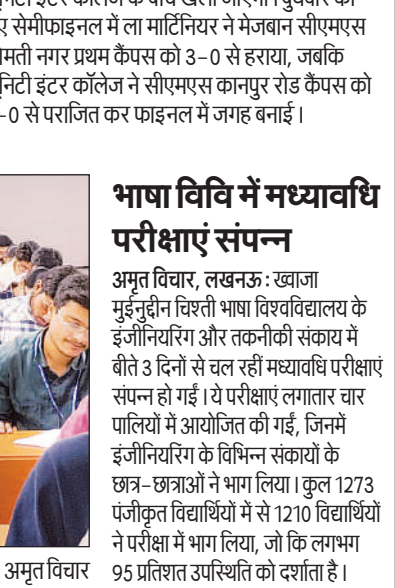 ए सेमीफाइनल में ला मार्टिनियर ने मेजबान सीएमएस
मती नगर प्रथम कैंपस को 3-0 से हराया, जबकि
निटी इंटर कॉलेज ने सीएमएस कानपुर रोड कैंपस को
-0 से पराजित कर फाइनल में जगह बनाई।
भाषा विवि में मध्यावधि
परीक्षाएं संपन्न
अमृत विचार, लखनऊ : ख्वाजा
मुईनुद्दीन चिश्ती भाषा विश्वविद्यालय के
इंजीनियरिंग और तकनीकी संकाय में
बीते 3 दिनों से चल रहीं मध्यावधि परीक्षाएं
संपन्न हो गईं। ये परीक्षाएं लगातार चार
पालियों में आयोजित की गईं, जिनमें
इंजीनियरिंग के विभिन्न संकायों के
छात्र-छात्राओं ने भाग लिया। कुल 1273
पंजीकृत विद्यार्थियों में से 1210 विद्यार्थियों
ने परीक्षा में भाग लिया, जो कि लगभग
95 प्रतिशत उपस्थिति को दर्शाता है।
अमृत विचार